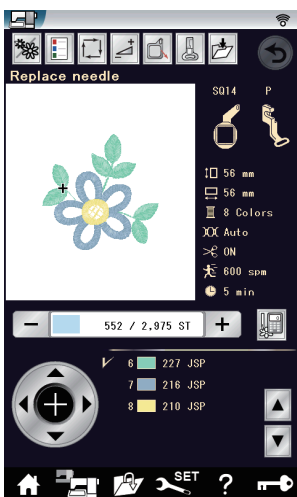 Replace needle
SQ14 P
56 mm
56 mm
8 Colors
Auto
ON
600 spm
5 min
− 552 / 2,975 ST +
6 227 JSP
7 216 JSP
8 210 JSP
SET ?